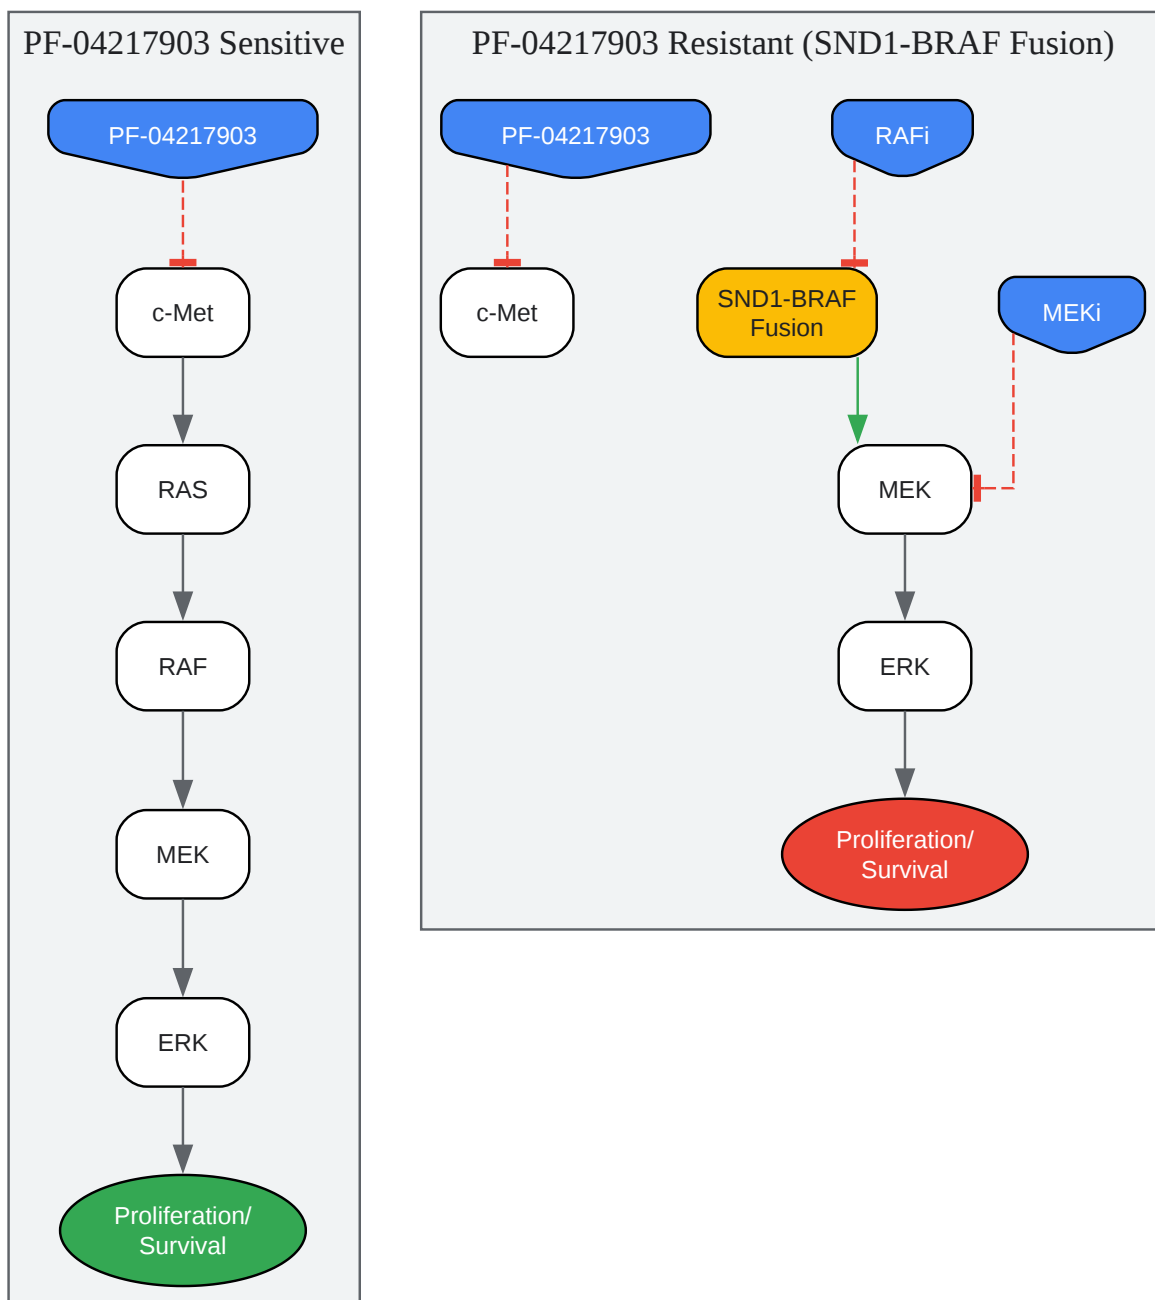 PF-04217903 Sensitive
PF-04217903
c-Met
RAS
RAF
MEK
ERK
Proliferation/
Survival
PF-04217903 Resistant (SND1-BRAF Fusion)
PF-04217903
RAFi
c-Met
SND1-BRAF
Fusion
MEKi
MEK
ERK
Proliferation/
Survival